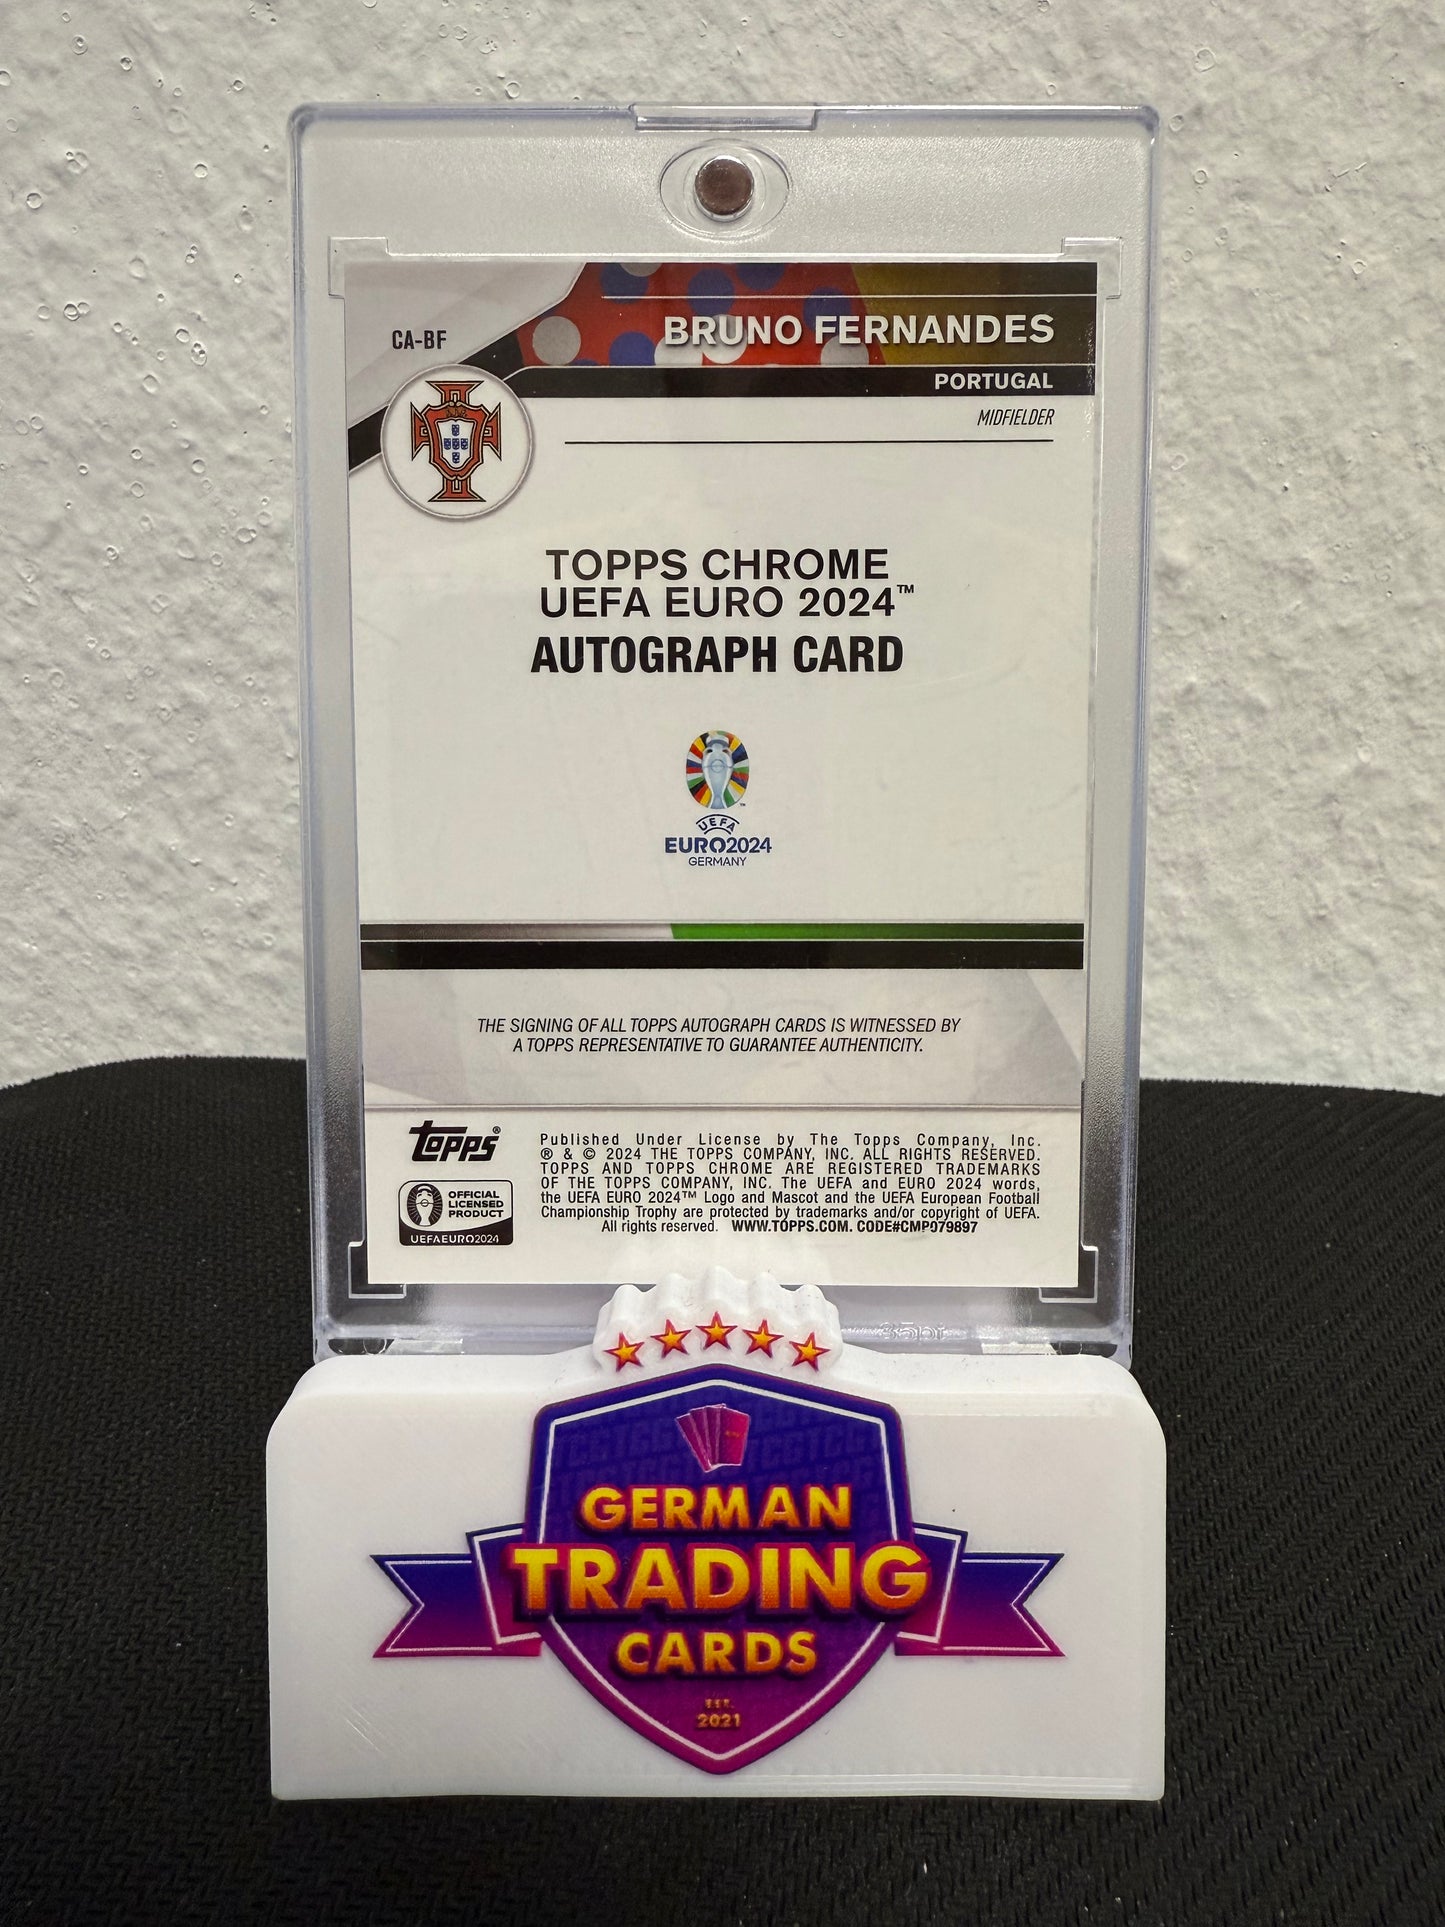 CA-BF
BRUNO FERNANDES
PORTUGAL
MIDFIELDER
TOPPS CHROME
UEFA EURO 2024™
AUTOGRAPH CARD
UEFA
EURO2024
GERMANY
THE SIGNING OF ALL TOPPS AUTOGRAPH CARDS IS WITNESSED BY
A TOPPS REPRESENTATIVE TO GUARANTEE AUTHENTICITY.
topps®
OFFICIAL
LICENSED
PRODUCT
UEFAEURO2024
Published Under License by The Topps Company, Inc.
® & © 2024 THE TOPPS COMPANY, INC. ALL RIGHTS RESERVED.
TOPPS AND TOPPS CHROME ARE REGISTERED TRADEMARKS
OF THE TOPPS COMPANY, INC. The UEFA and EURO 2024 words,
the UEFA EURO 2024™ Logo and Mascot and the UEFA European Football
Championship Trophy are protected by trademarks and/or copyright of UEFA.
All rights reserved. WWW.TOPPS.COM. CODE#CMP079897
35pt
GERMAN
TRADING
CARDS
EST.
2021